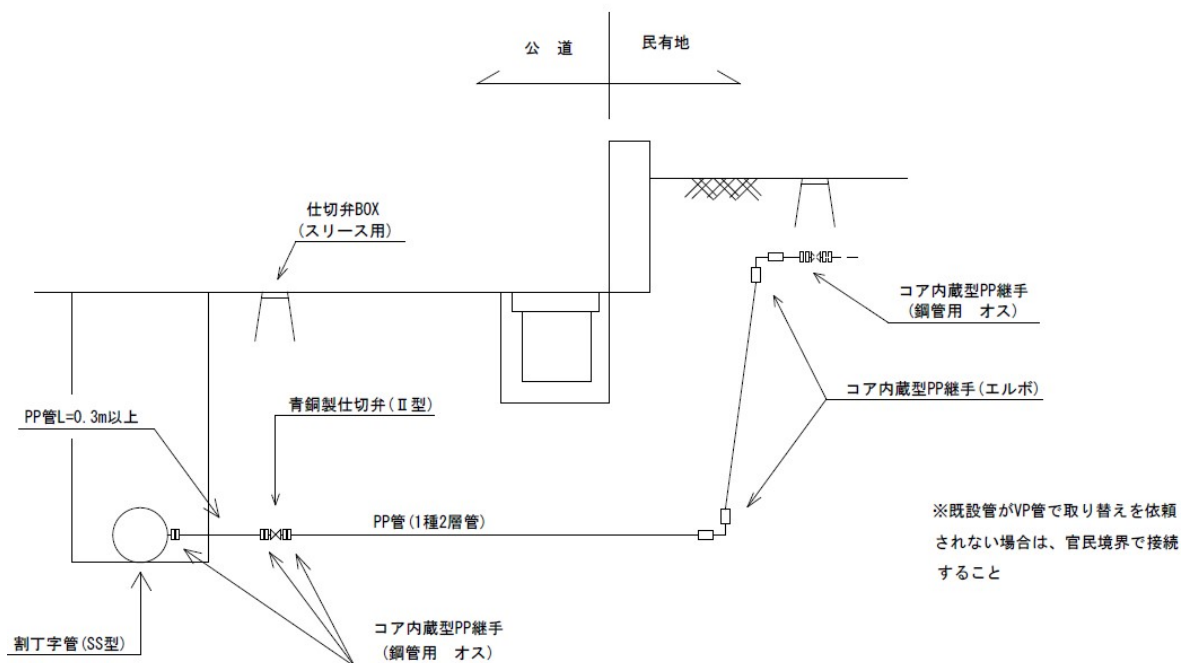 公　道
民有地
仕切弁BOX
(スリース用)
コア内蔵型PP継手
(鋼管用　オス)
コア内蔵型PP継手(エルボ)
青銅製仕切弁(Ⅱ型)
PP管L=0.3m以上
PP管(1種2層管)
※既設管がVP管で取り替えを依頼
されない場合は、官民境界で接続
すること
割丁字管(SS型)
コア内蔵型PP継手
(鋼管用　オス)